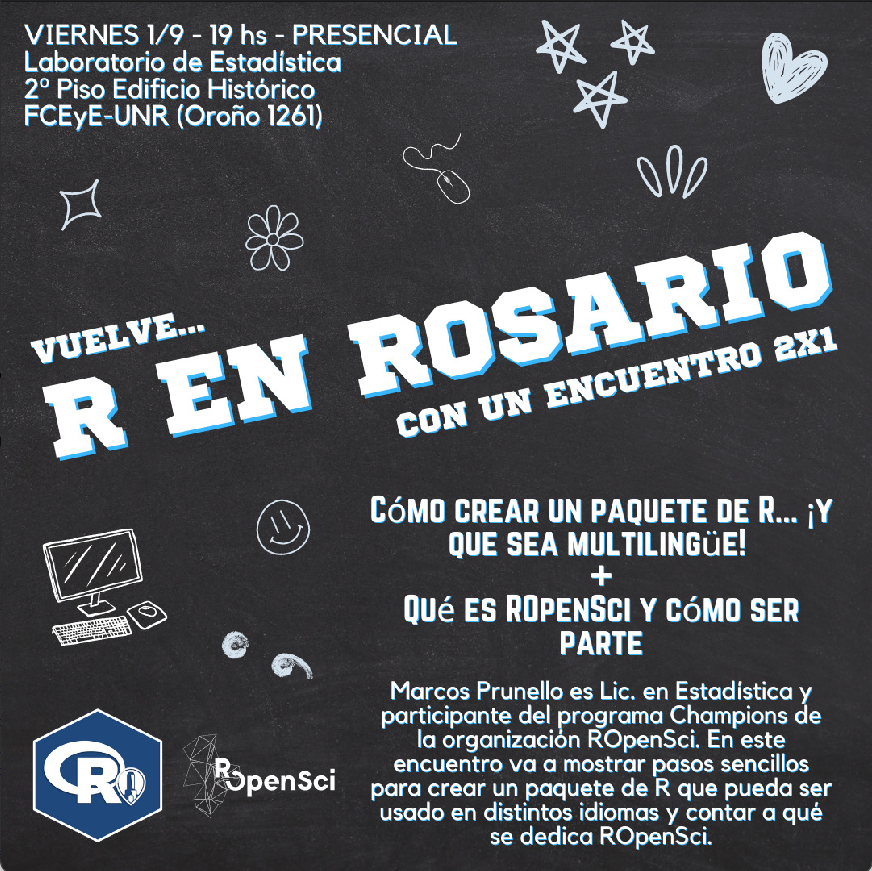 VIERNES 1/9 - 19 hs - PRESENCIAL
Laboratorio de Estadística
2º Piso Edificio Histórico
FCEyE-UNR (Oroño 1261)
VUELVE...
R EN ROSARIO
CON UN ENCUENTRO 2X1
CÓMO CREAR UN PAQUETE DE R... ¡Y
QUE SEA MULTILINGÜE!
+
QUÉ ES ROPENSCI Y CÓMO SER
PARTE
Marcos Prunello es Lic. en Estadística y
participante del programa Champions de
la organización ROpenSci. En este
encuentro va a mostrar pasos sencillos
para crear un paquete de R que pueda ser
usado en distintos idiomas y contar a qué
se dedica ROpenSci.
R
ROpenSci